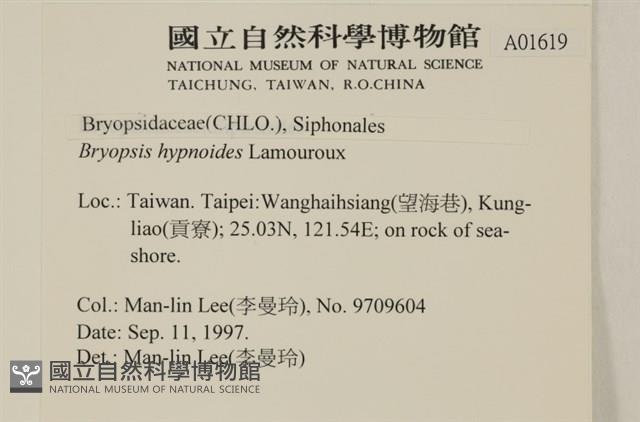 國立自然科學博物館
A01619
NATIONAL MUSEUM OF NATURAL SCIENCE
TAICHUNG, TAIWAN, R.O.CHINA
Bryopsidaceae(CHLO.), Siphonales
Bryopsis hypnoides Lamouroux
Loc.: Taiwan. Taipei:Wanghaihsiang(望海巷), Kung-
liao(貢寮); 25.03N, 121.54E; on rock of sea-
shore.
Col.: Man-lin Lee(李曼玲), No. 9709604
Date: Sep. 11, 1997.
Det.: Man-lin Lee(李曼玲)
國立自然科學博物館
NATIONAL MUSEUM OF NATURAL SCIENCE